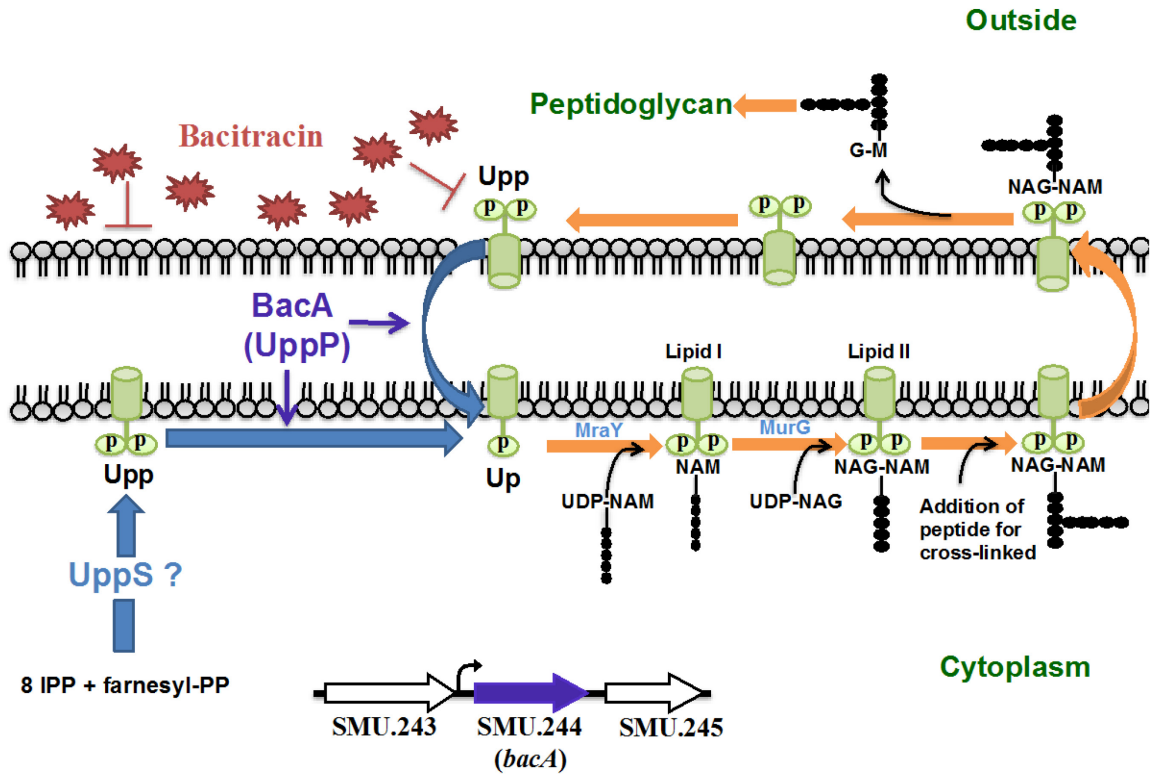 Outside
Peptidoglycan
Bacitracin
G-M
Upp
NAG-NAM
p p
p p
p p
BacA
(UppP)
Lipid I
Lipid II
p p
p
p p
p p
p p
MraY
MurG
Upp
Up
NAM
NAG-NAM
NAG-NAM
UDP-NAM
UDP-NAG
Addition of
peptide for
cross-linked
UppS ?
8 IPP + farnesyl-PP
Cytoplasm
SMU.243
SMU.244
(bacA)
SMU.245